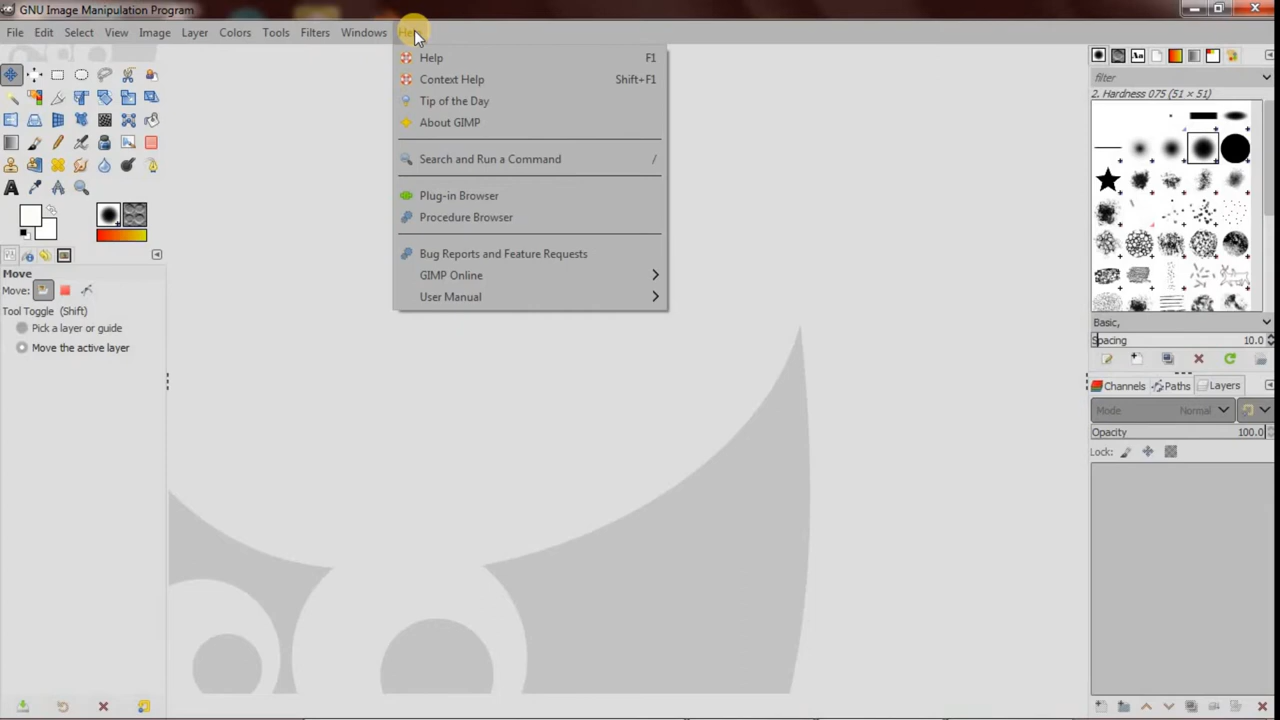 GNU Image Manipulation Program
File Edit Select View Image Layer Colors Tools Filters Windows
Help F1
Context Help Shift+F1
Tip of the Day
About GIMP
Search and Run a Command /
Plug-in Browser
Procedure Browser
Bug Reports and Feature Requests
GIMP Online
User Manual
Move
Move:
Tool Toggle (Shift)
Pick a layer or guide
Move the active layer
filter
2. Hardness 075 (51 × 51)
Basic,
Spacing 10.0
Channels Paths Layers
Mode Normal
Opacity 100.0
Lock: